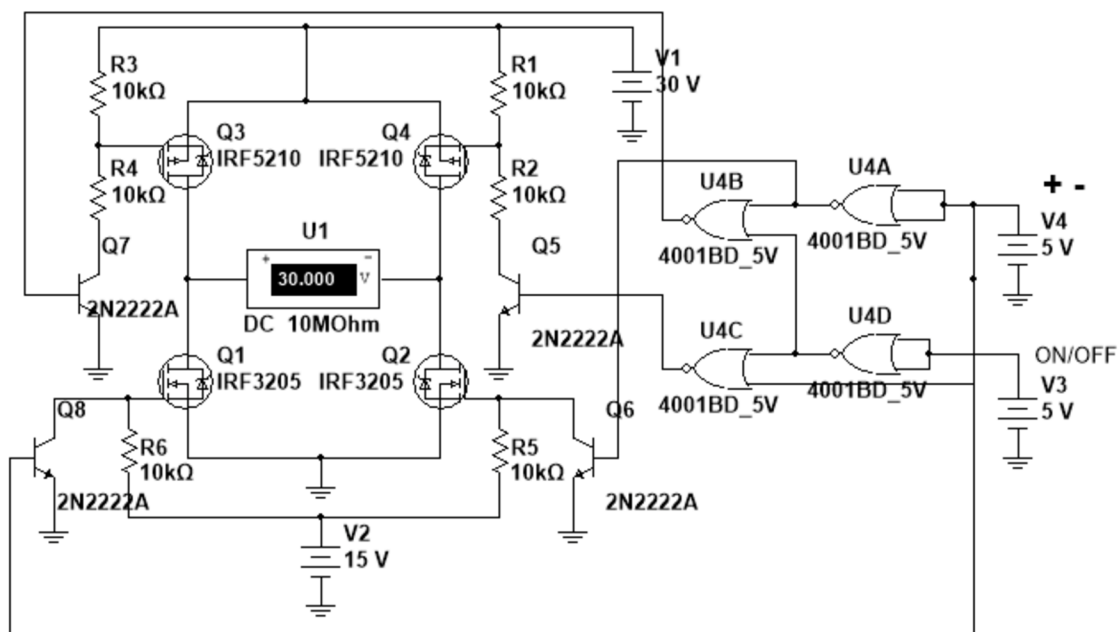 R3
10kΩ
R1
10kΩ
V1
30 V
Q3
IRF5210
Q4
IRF5210
R4
10kΩ
R2
10kΩ
U4B
4001BD_5V
U4A
4001BD_5V
+ -
V4
5 V
Q7
2N2222A
U1
+ -
30.000 V
DC 10MOhm
Q5
2N2222A
U4C
4001BD_5V
U4D
4001BD_5V
ON/OFF
V3
5 V
Q1
IRF3205
Q2
IRF3205
Q8
2N2222A
R6
10kΩ
R5
10kΩ
Q6
2N2222A
V2
15 V